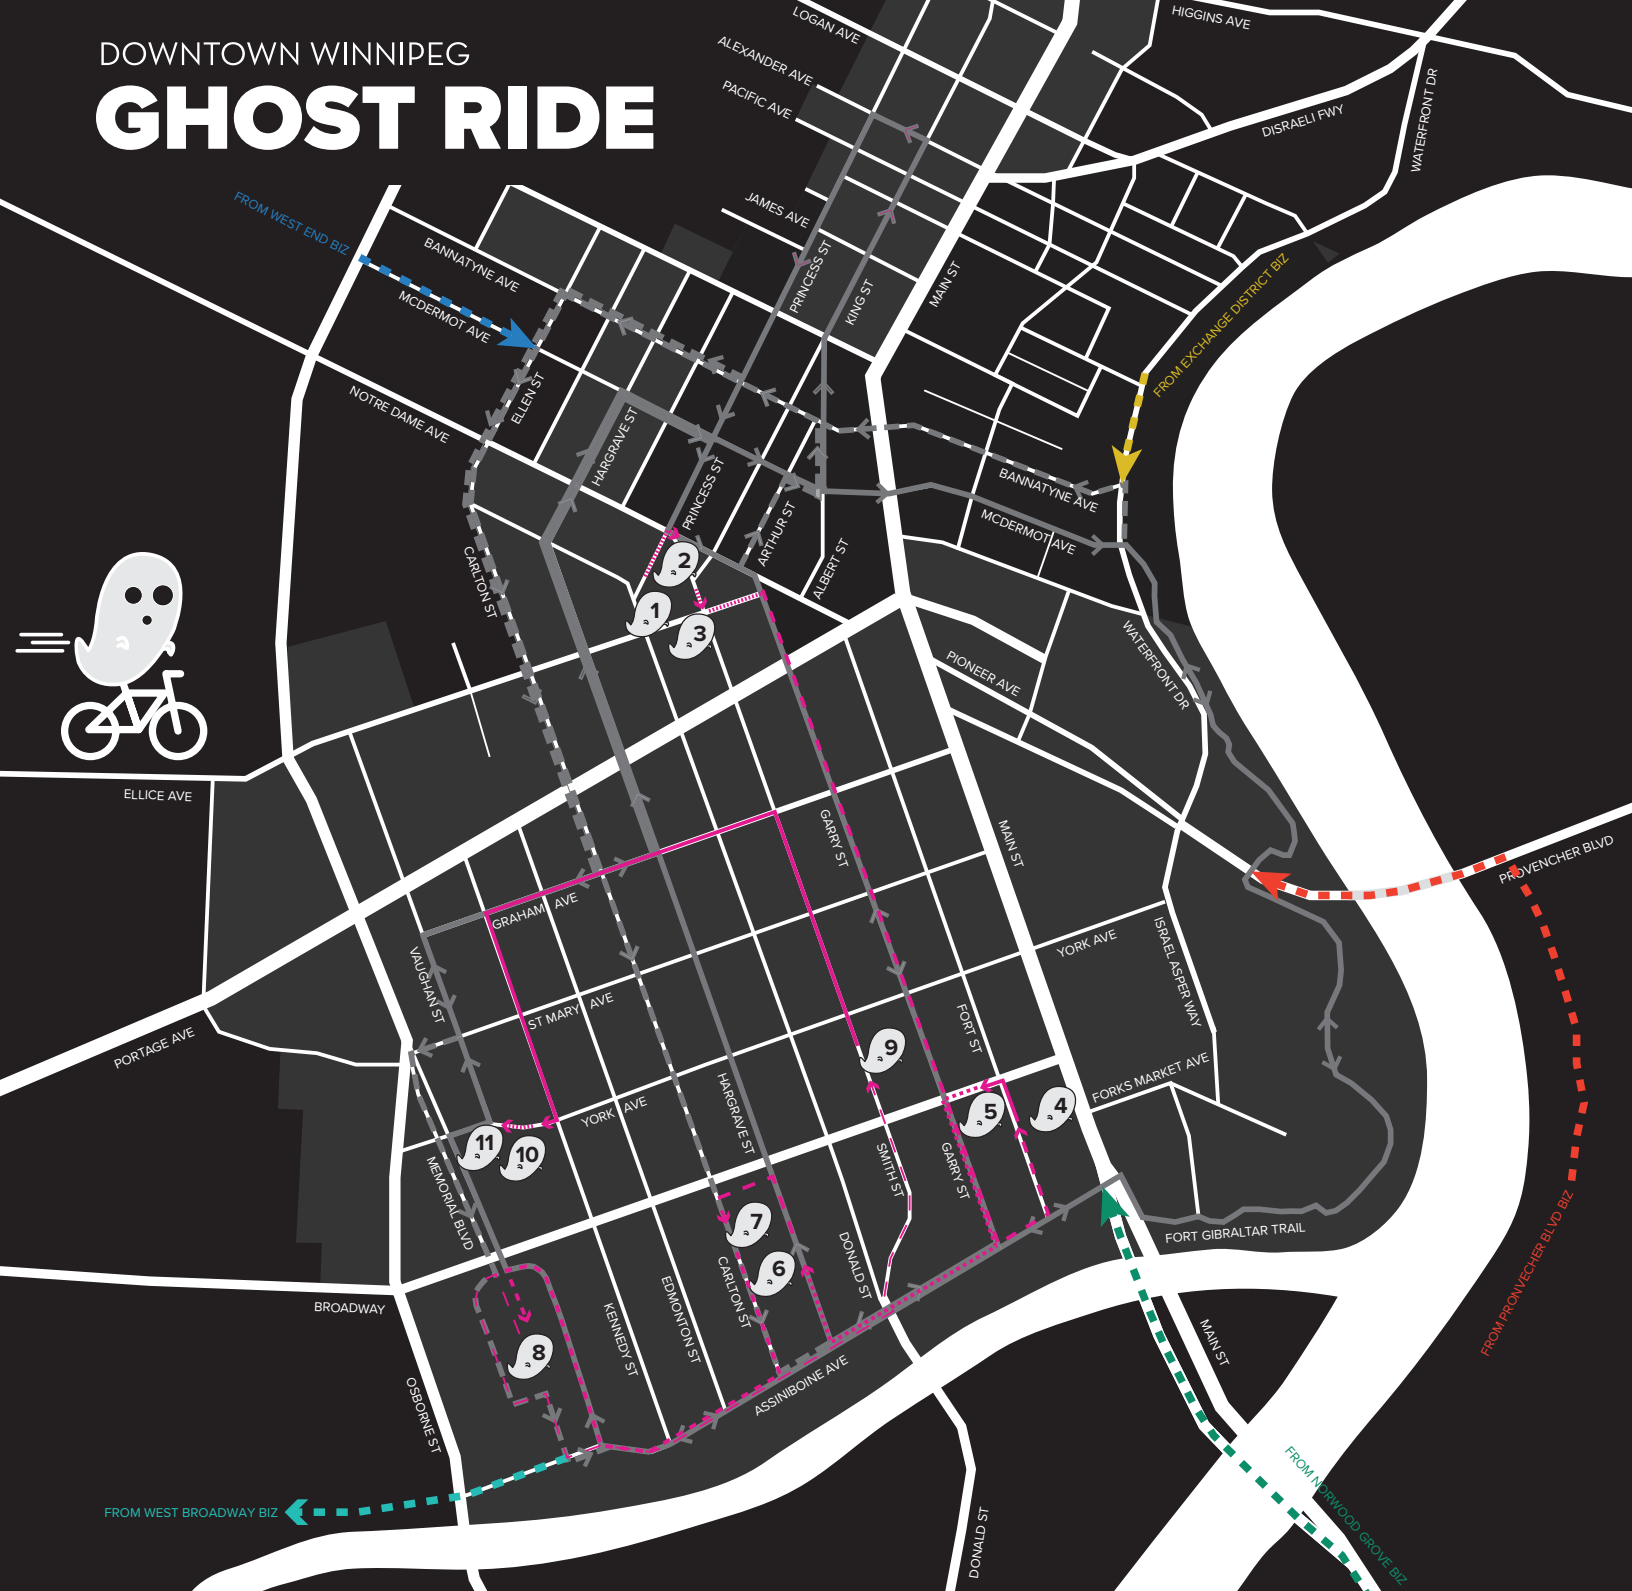 DOWNTOWN WINNIPEG
GHOST RIDE
LOGAN AVE
ALEXANDER AVE
PACIFIC AVE
HIGGINS AVE
DISRAELI FWY
WATERFRONT DR
FROM WEST END BIZ
BANNATYNE AVE
MCDERMOT AVE
JAMES AVE
PRINCESS ST
KING ST
MAIN ST
FROM EXCHANGE DISTRICT BIZ
NOTRE DAME AVE
ELLEN ST
HARGRAVE ST
PRINCESS ST
ARTHUR ST
ALBERT ST
BANNATYNE AVE
MCDERMOT AVE
CARLTON ST
2
1
3
WATERFRONT DR
PIONEER AVE
ELLICE AVE
GARRY ST
MAIN ST
PROVENCHER BLVD
GRAHAM AVE
VAUGHAN ST
ST MARY AVE
YORK AVE
ISRAEL ASPER WAY
PORTAGE AVE
FORT ST
9
FORKS MARKET AVE
HARGRAVE ST
YORK AVE
5
4
11
10
MEMORIAL BLVD
SMITH ST
GARRY ST
7
6
DONALD ST
FORT GIBRALTAR TRAIL
FROM PRONVECHER BLVD BIZ
BROADWAY
8
KENNEDY ST
EDMONTON ST
CARLTON ST
MAIN ST
ASSINIBOINE AVE
OSBORNE ST
FROM WEST BROADWAY BIZ
DONALD ST
FROM NORWOOD GROVE BIZ